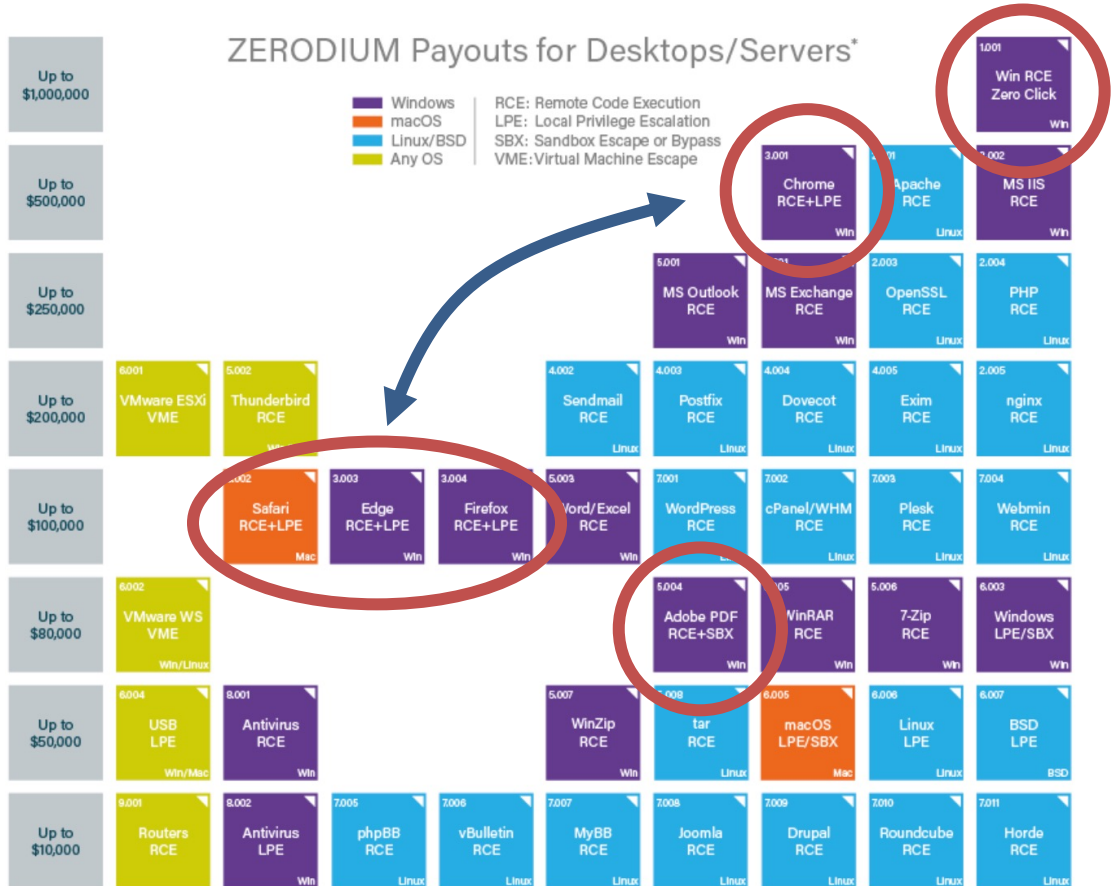 ZERODIUM Payouts for Desktops/Servers*
Windows
macOS
Linux/BSD
Any OS
RCE: Remote Code Execution
LPE: Local Privilege Escalation
SBX: Sandbox Escape or Bypass
VME: Virtual Machine Escape
Up to
$1,000,000
1.001
Win RCE
Zero Click
Win
Up to
$500,000
3.001
Chrome
RCE+LPE
Win
Apache
RCE
Linux
MS IIS
RCE
Win
Up to
$250,000
5.001
MS Outlook
RCE
Win
MS Exchange
RCE
Win
2.003
OpenSSL
RCE
Linux
2.004
PHP
RCE
Linux
Up to
$200,000
6.001
VMware ESXi
VME
5.002
Thunderbird
RCE
4.002
Sendmail
RCE
Linux
4.003
Postfix
RCE
Linux
4.004
Dovecot
RCE
Linux
4.005
Exim
RCE
Linux
2.005
nginx
RCE
Linux
Up to
$100,000
Safari
RCE+LPE
Mac
3.003
Edge
RCE+LPE
Win
3.004
Firefox
RCE+LPE
Win
5.003
Word/Excel
RCE
Win
7.001
WordPress
RCE
7.002
cPanel/WHM
RCE
Linux
7.003
Plesk
RCE
Linux
7.004
Webmin
RCE
Linux
Up to
$80,000
6.002
VMware WS
VME
Win/Linux
5.004
Adobe PDF
RCE+SBX
Win
WinRAR
RCE
Win
5.006
7-Zip
RCE
Win
6.003
Windows
LPE/SBX
Win
Up to
$50,000
6.004
USB
LPE
Win/Mac
8.001
Antivirus
RCE
Win
5.007
WinZip
RCE
Win
tar
RCE
Linux
6.005
macOS
LPE/SBX
Mac
6.006
Linux
LPE
Linux
6.007
BSD
LPE
BSD
Up to
$10,000
9.001
Routers
RCE
8.002
Antivirus
LPE
Win
7.005
phpBB
RCE
Linux
7.006
vBulletin
RCE
Linux
7.007
MyBB
RCE
Linux
7.008
Joomla
RCE
Linux
7.009
Drupal
RCE
Linux
7.010
Roundcube
RCE
Linux
7.011
Horde
RCE
Linux